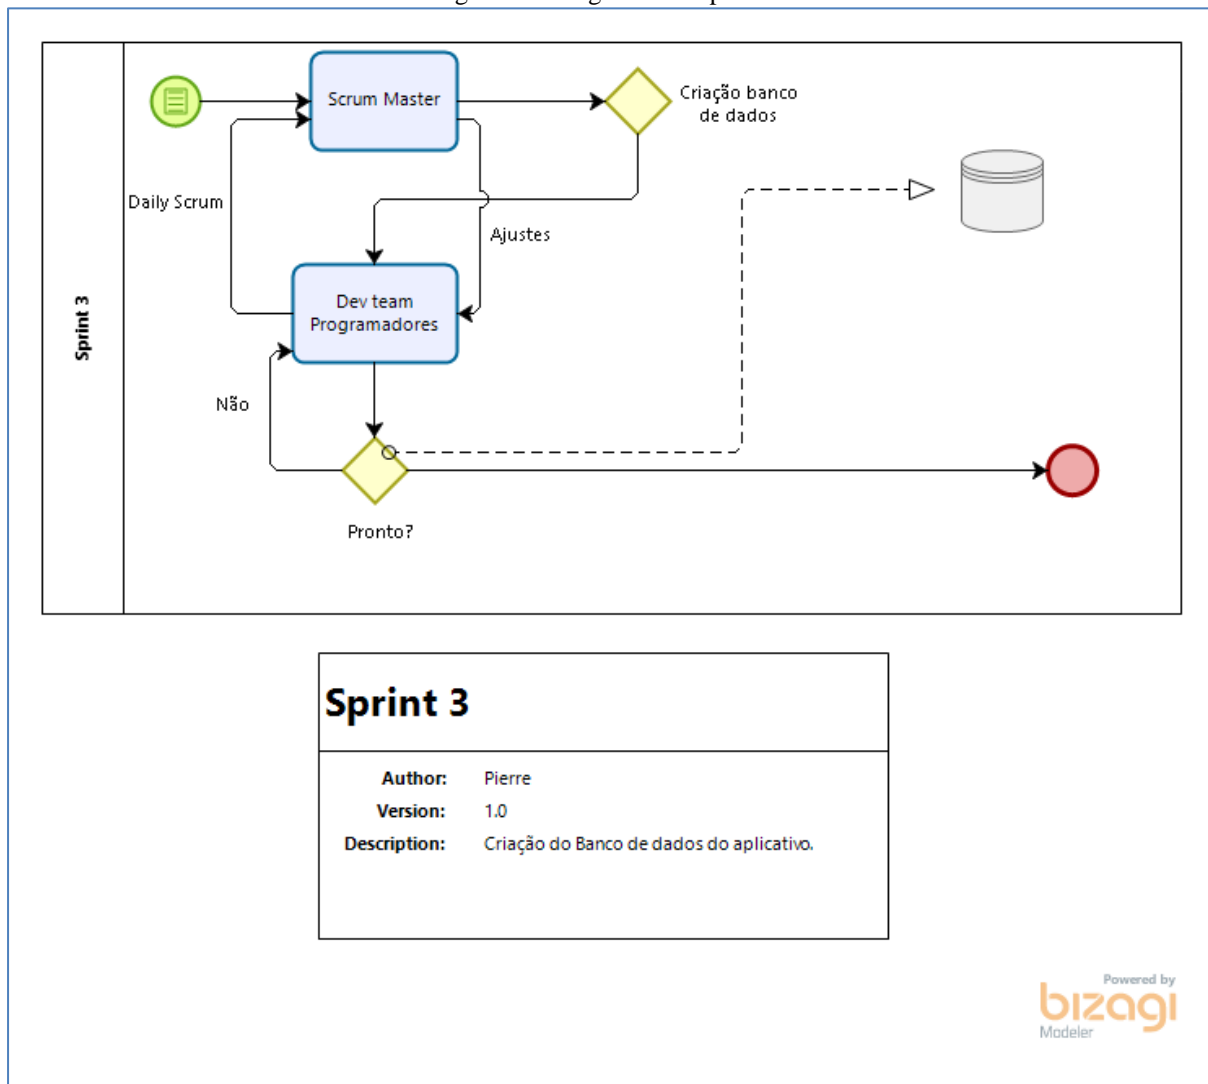 Sprint 3
Scrum Master
Criação banco
de dados
Daily Scrum
Ajustes
Dev team
Programadores
Não
Pronto?
Sprint 3
Author: Pierre
Version: 1.0
Description: Criação do Banco de dados do aplicativo.
Powered by
bizagi
Modeler